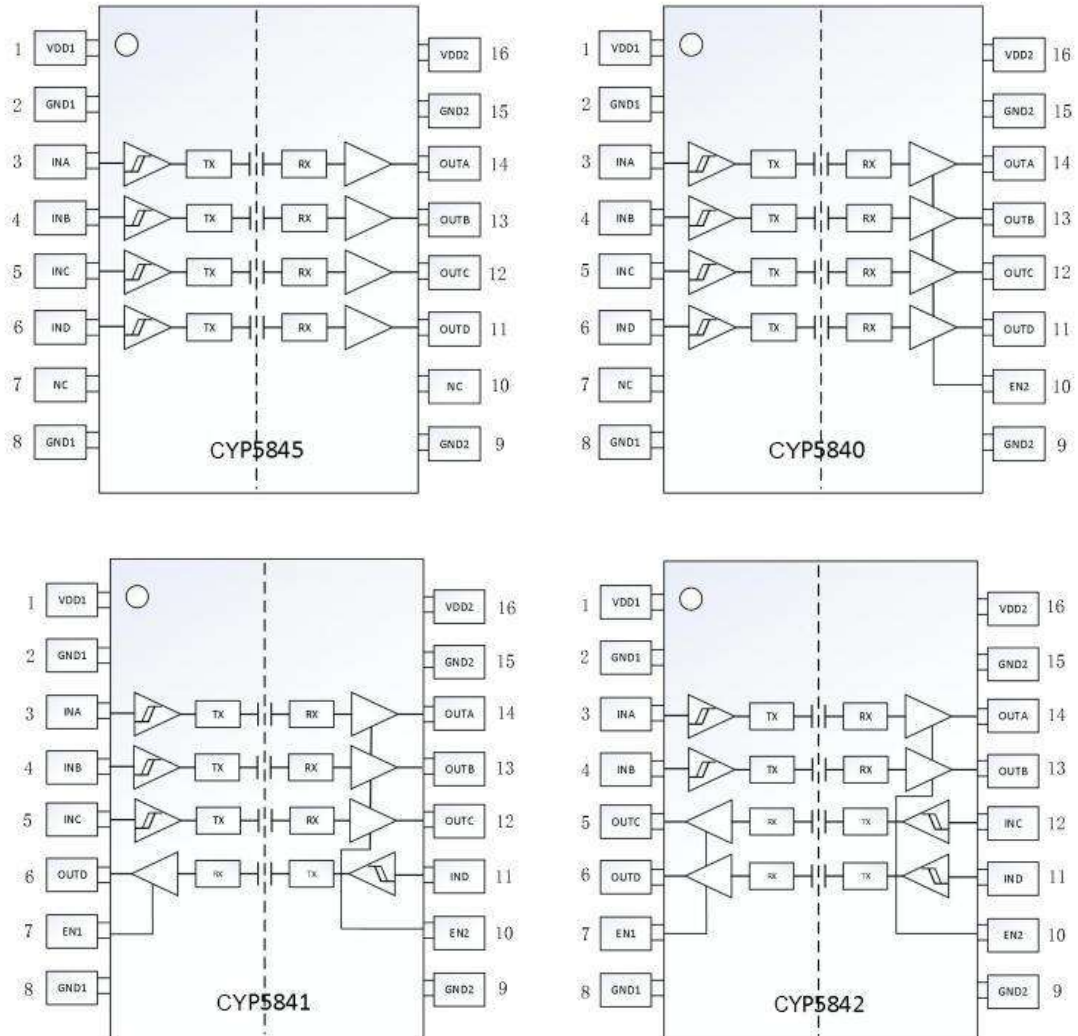 1 VDD1 VDD2 16
2 GND1 GND2 15
3 INA TX RX OUTA 14
4 INB TX RX OUTB 13
5 INC TX RX OUTC 12
6 IND TX RX OUTD 11
7 NC NC 10
8 GND1 GND2 9
CYP5845
1 VDD1 VDD2 16
2 GND1 GND2 15
3 INA TX RX OUTA 14
4 INB TX RX OUTB 13
5 INC TX RX OUTC 12
6 IND TX RX OUTD 11
7 NC EN2 10
8 GND1 GND2 9
CYP5840
1 VDD1 VDD2 16
2 GND1 GND2 15
3 INA TX RX OUTA 14
4 INB TX RX OUTB 13
5 INC TX RX OUTC 12
6 OUTD RX TX IND 11
7 EN1 EN2 10
8 GND1 GND2 9
CYP5841
1 VDD1 VDD2 16
2 GND1 GND2 15
3 INA TX RX OUTA 14
4 INB TX RX OUTB 13
5 OUTC RX TX INC 12
6 OUTD RX TX IND 11
7 EN1 EN2 10
8 GND1 GND2 9
CYP5842